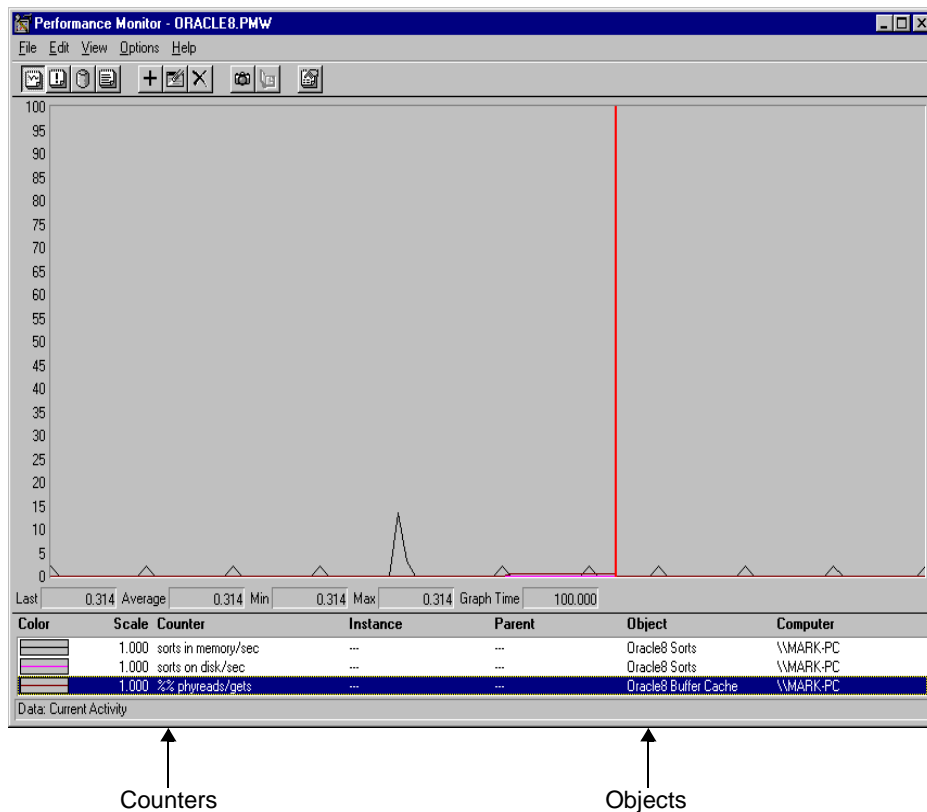 Performance Monitor - ORACLE8.PMW
File Edit View Options Help
100
95
90
85
80
75
70
65
60
55
50
45
40
35
30
25
20
15
10
5
0
Last 0.314 Average 0.314 Min 0.314 Max 0.314 Graph Time 100.000
Color Scale Counter Instance Parent Object Computer
1.000 sorts in memory/sec --- --- Oracle8 Sorts \\MARK-PC
1.000 sorts on disk/sec --- --- Oracle8 Sorts \\MARK-PC
1.000 %% phyreads/gets --- --- Oracle8 Buffer Cache \\MARK-PC
Data: Current Activity
Counters Objects